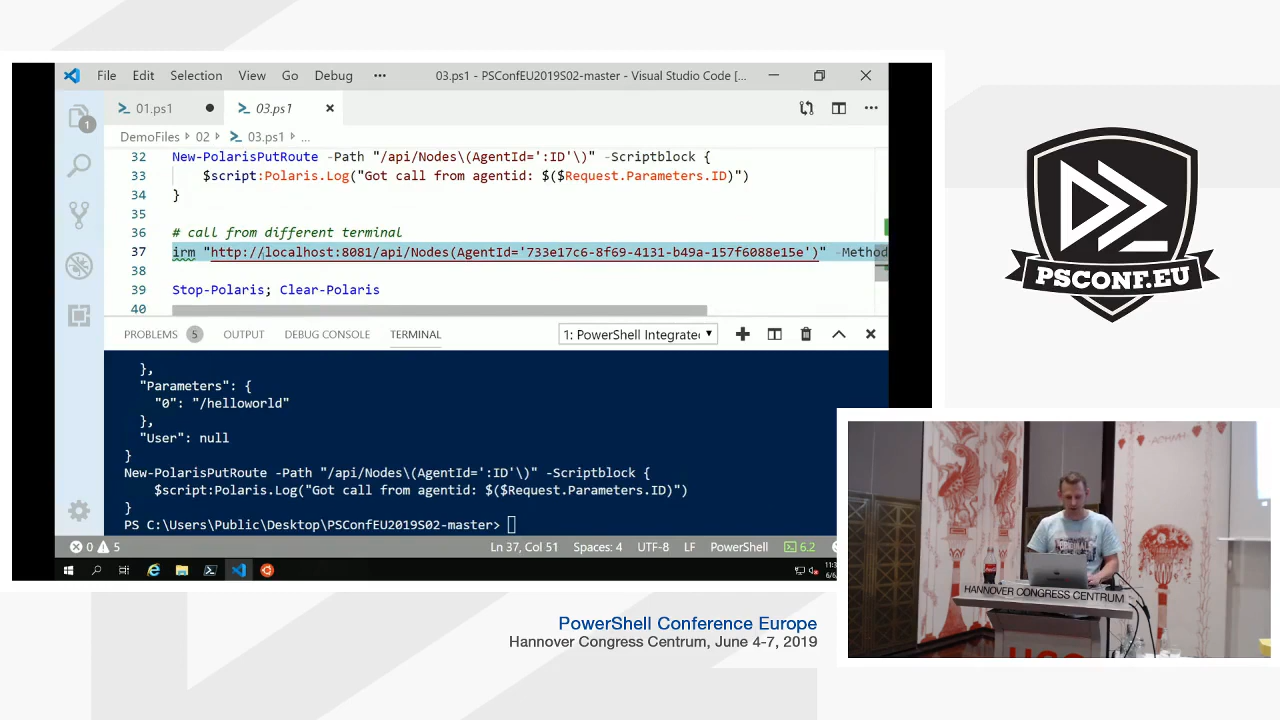 File Edit Selection View Go Debug ••• 03.ps1 - PSConfEU2019S02-master - Visual Studio Code [...
01.ps1 03.ps1
DemoFiles 02 03.ps1 ...
32 New-PolarisPutRoute -Path "/api/Nodes\(AgentId=':ID'\)" -Scriptblock {
33 $script:Polaris.Log("Got call from agentid: $($Request.Parameters.ID)")
34 }
35
36 # call from different terminal
37 irm "http://localhost:8081/api/Nodes(AgentId='733e17c6-8f69-4131-b49a-157f6088e15e')" -Method
38
39 Stop-Polaris; Clear-Polaris
40
PROBLEMS 5 OUTPUT DEBUG CONSOLE TERMINAL 1: PowerShell Integrate
},
"Parameters": {
"0": "/helloworld"
},
"User": null
}
New-PolarisPutRoute -Path "/api/Nodes\(AgentId=':ID'\)" -Scriptblock {
$script:Polaris.Log("Got call from agentid: $($Request.Parameters.ID)")
}
PS C:\Users\Public\Desktop\PSConfEU2019S02-master>
0 5 Ln 37, Col 51 Spaces: 4 UTF-8 LF PowerShell 6.2
1
PSCONF.EU
HANNOVER CONGRESS CENTRUM
PowerShell Conference Europe
Hannover Congress Centrum, June 4-7, 2019